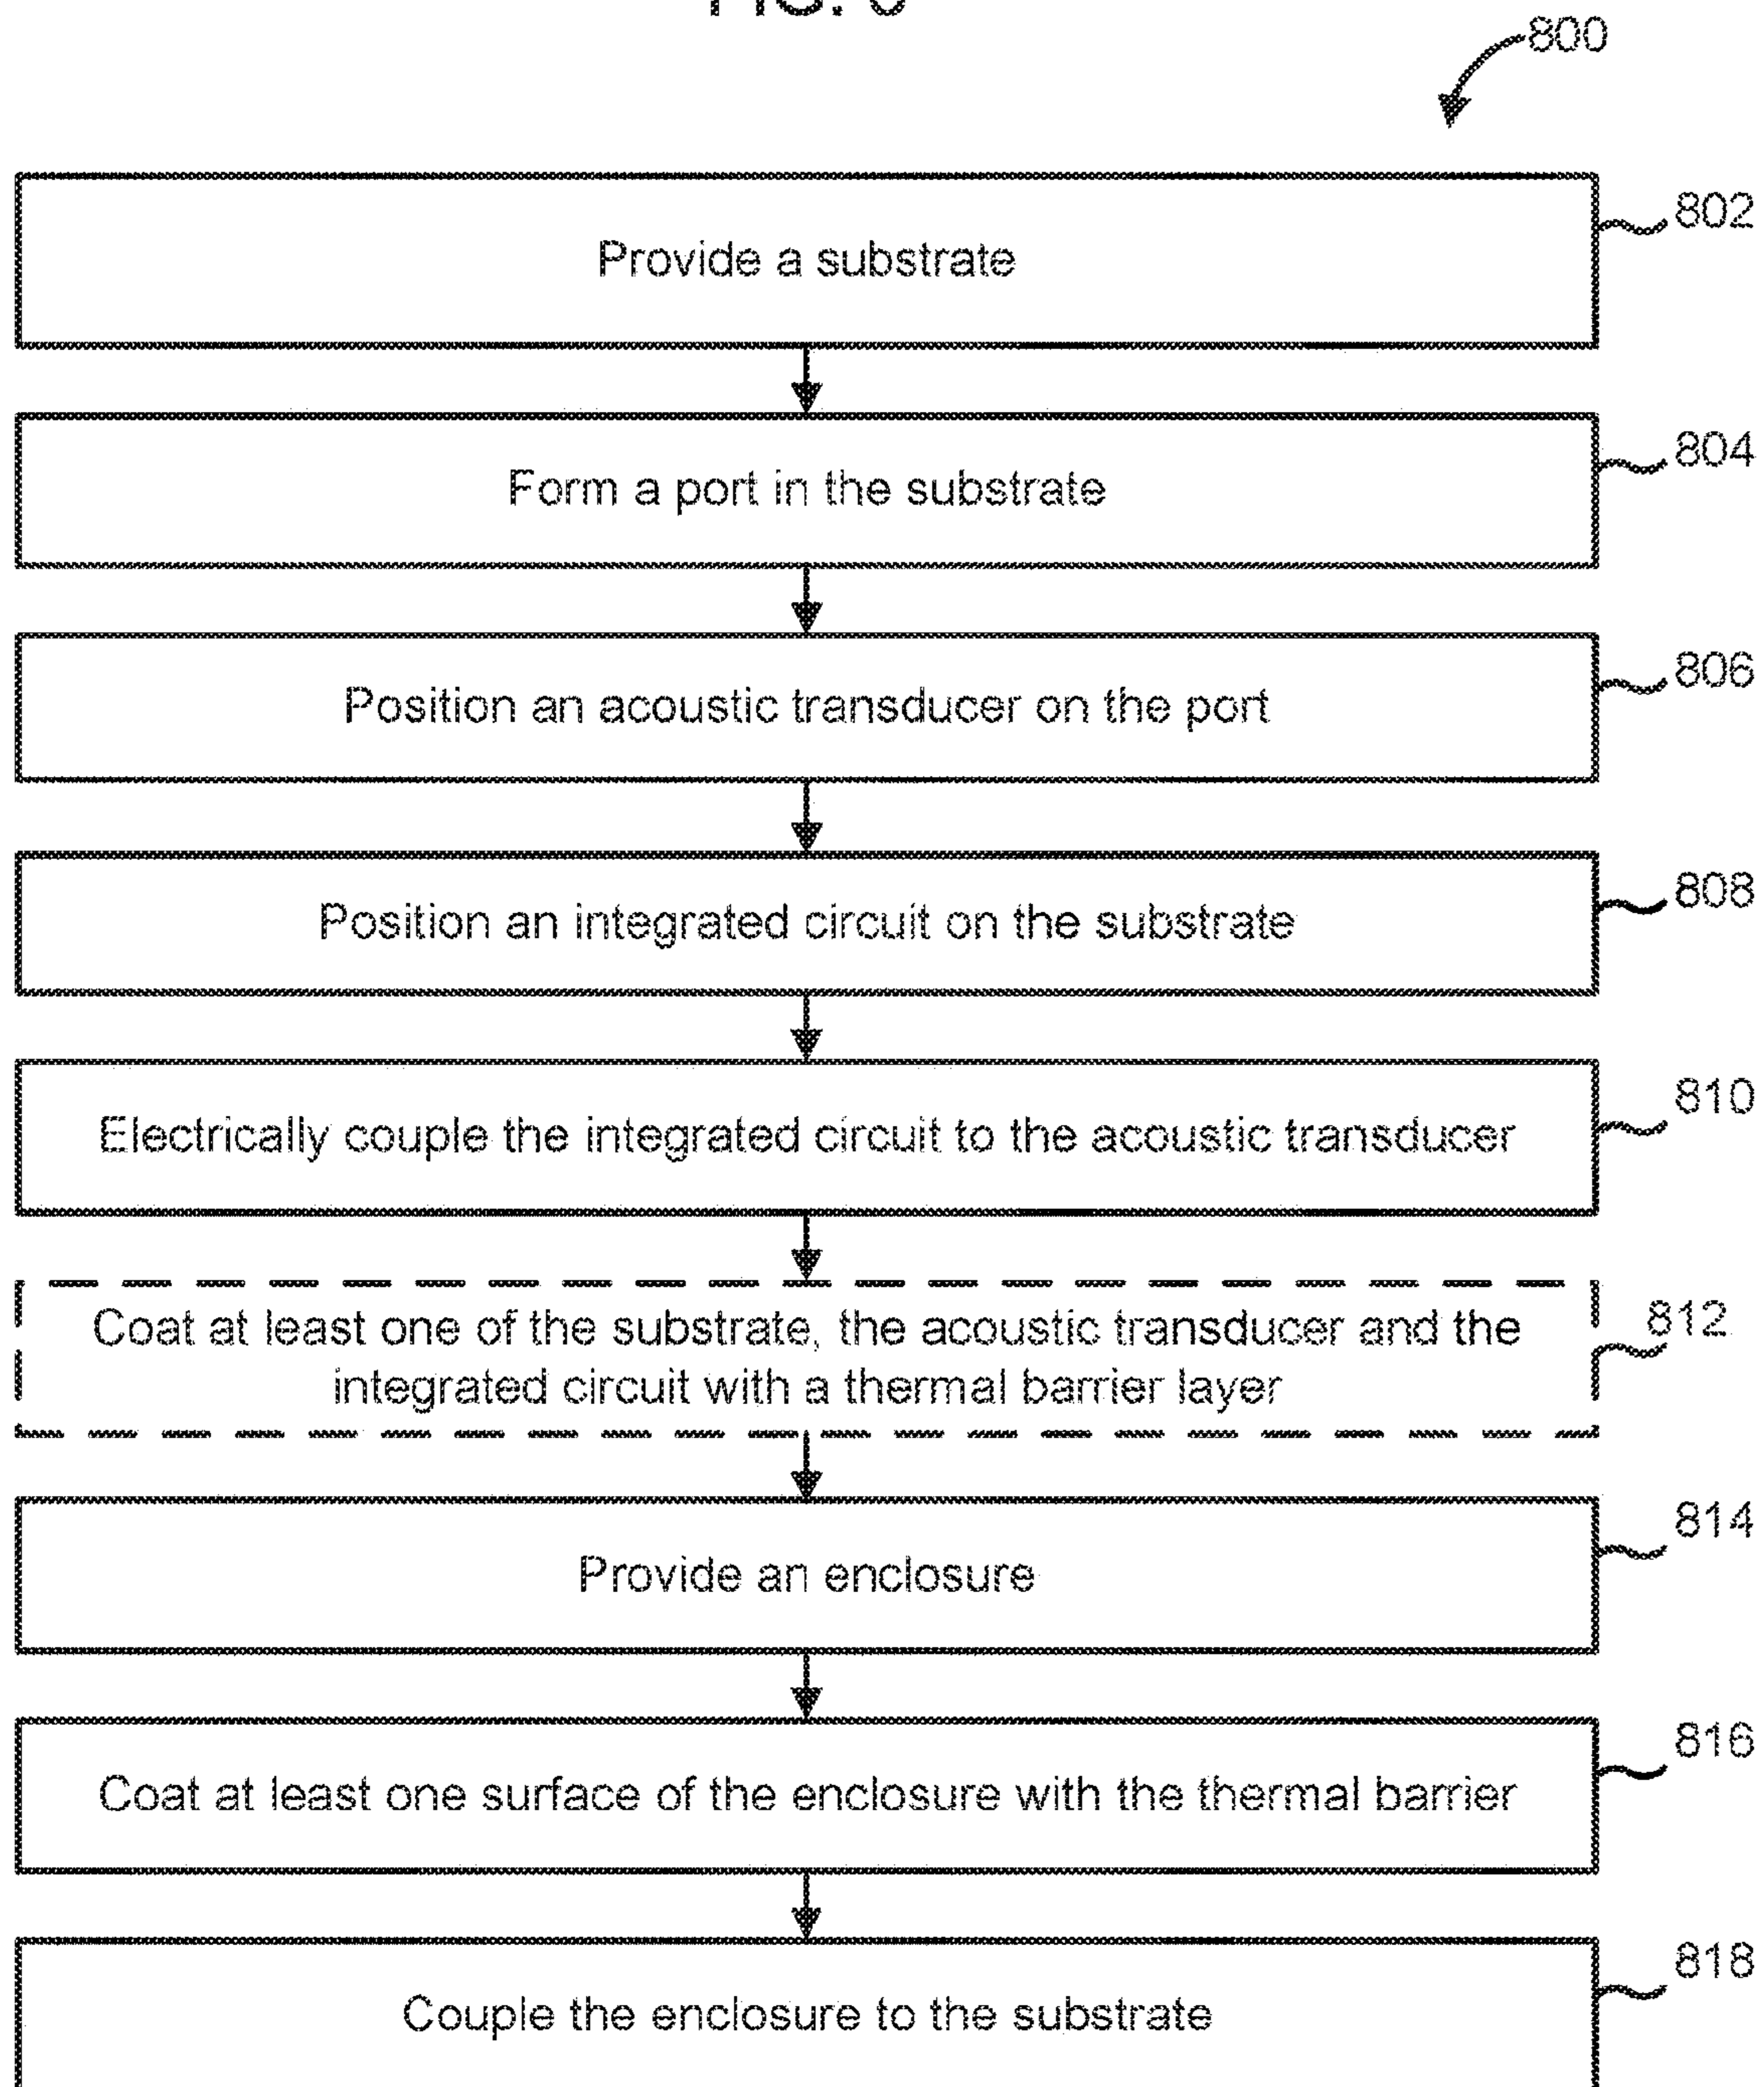 800
802
Provide a substrate
804
Form a port in the substrate
806
Position an acoustic transducer on the port
808
Position an integrated circuit on the substrate
810
Electrically couple the integrated circuit to the acoustic transducer
812
Coat at least one of the substrate, the acoustic transducer and the
integrated circuit with a thermal barrier layer
814
Provide an enclosure
816
Coat at least one surface of the enclosure with the thermal barrier
818
Couple the enclosure to the substrate